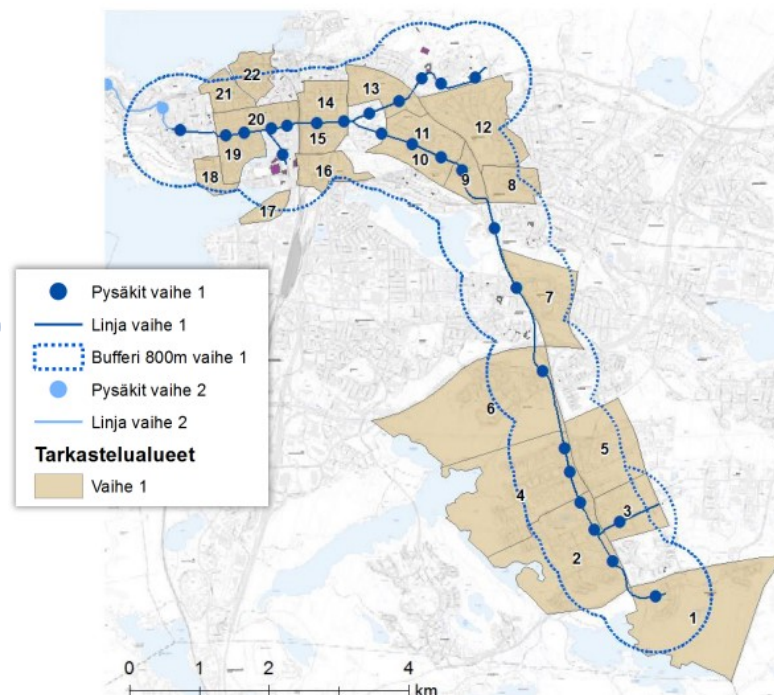 22
21
13
14
20
11
12
19
15
10
18
16
9
8
17
7
6
5
4
3
2
1
Pysäkit vaihe 1
Linja vaihe 1
Bufferi 800m vaihe 1
Pysäkit vaihe 2
Linja vaihe 2
Tarkastelualueet
Vaihe 1
0 1 2 4
km